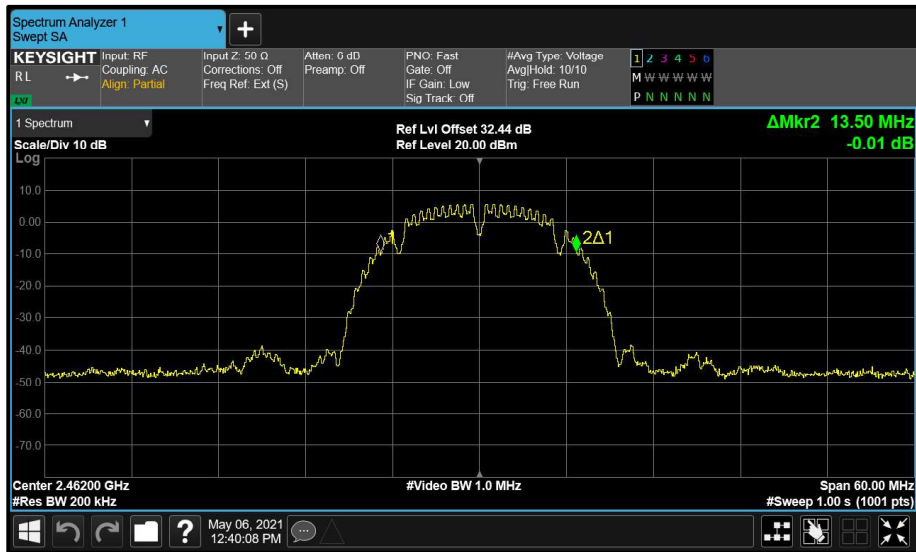 Spectrum Analyzer 1
Swept SA
+
KEYSIGHT
RL
LXI
Input: RF
Coupling: AC
Align: Partial
Input Z: 50 Ω
Corrections: Off
Freq Ref: Ext (S)
Atten: 6 dB
Preamp: Off
PNO: Fast
Gate: Off
IF Gain: Low
Sig Track: Off
#Avg Type: Voltage
Avg|Hold: 10/10
Trig: Free Run
1 2 3 4 5 6
M W W W W W
P N N N N N
1 Spectrum
Scale/Div 10 dB
Ref Lvl Offset 32.44 dB
Ref Level 20.00 dBm
ΔMkr2 13.50 MHz
-0.01 dB
Log
10.0
0.00
-10.0
-20.0
-30.0
-40.0
-50.0
-60.0
-70.0
1
2Δ1
Center 2.46200 GHz
#Res BW 200 kHz
#Video BW 1.0 MHz
Span 60.00 MHz
#Sweep 1.00 s (1001 pts)
?
May 06, 2021
12:40:08 PM